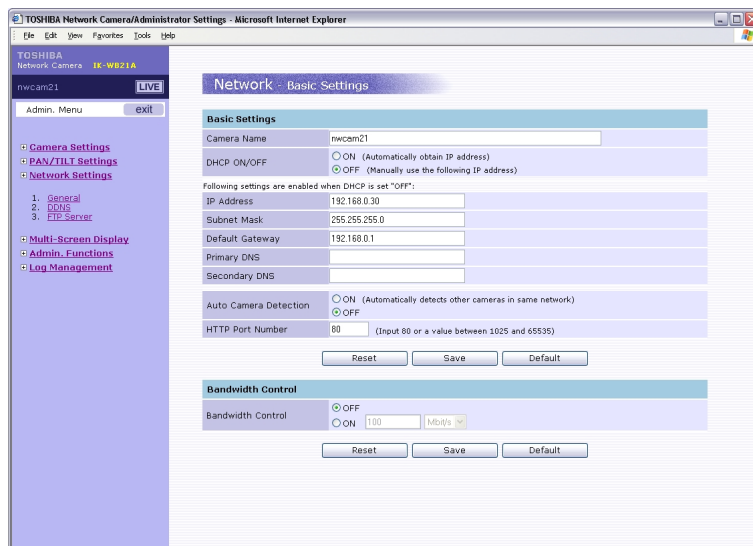 TOSHIBA Network Camera/Administrator Settings - Microsoft Internet Explorer
File Edit View Favorites Tools Help
TOSHIBA
Network Camera IK-WB21A
nwcam21 LIVE
Admin. Menu exit
Camera Settings
PAN/TILT Settings
Network Settings
1. General
2. DDNS
3. FTP Server
Multi-Screen Display
Admin. Functions
Log Management
Network - Basic Settings
Basic Settings
Camera Name nwcam21
DHCP ON/OFF
ON (Automatically obtain IP address)
OFF (Manually use the following IP address)
Following settings are enabled when DHCP is set "OFF":
IP Address 192.168.0.30
Subnet Mask 255.255.255.0
Default Gateway 192.168.0.1
Primary DNS
Secondary DNS
Auto Camera Detection
ON (Automatically detects other cameras in same network)
OFF
HTTP Port Number 80 (Input 80 or a value between 1025 and 65535)
Reset Save Default
Bandwidth Control
Bandwidth Control
OFF
ON 100 Mbit/s
Reset Save Default